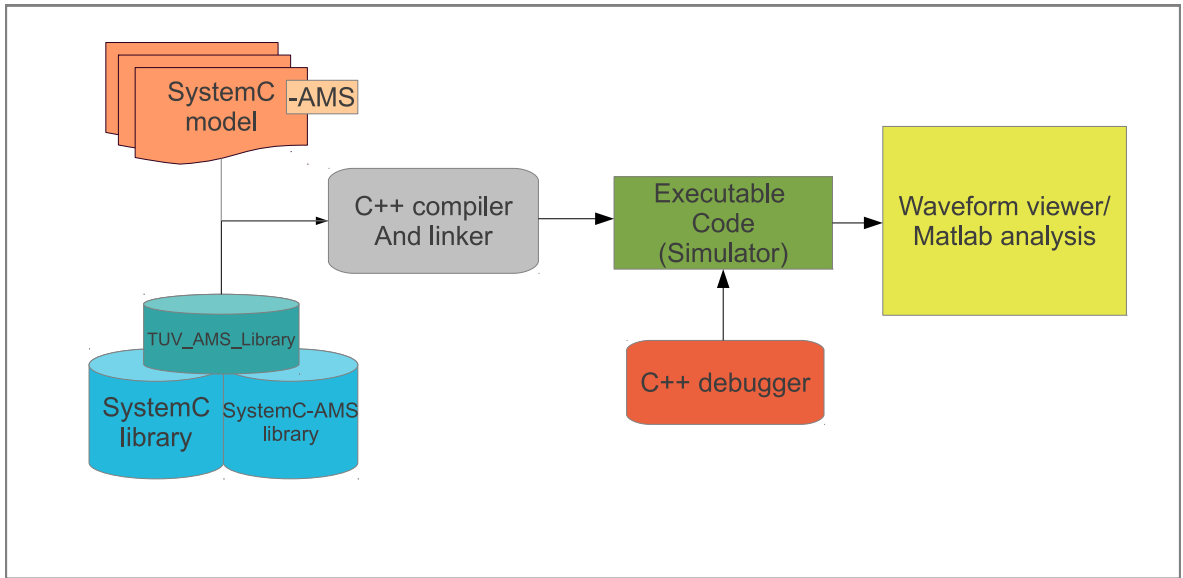 SystemC
model
-AMS
C++ compiler
And linker
Executable
Code
(Simulator)
Waveform viewer/
Matlab analysis
TUV_AMS_Library
SystemC
library
SystemC-AMS
library
C++ debugger